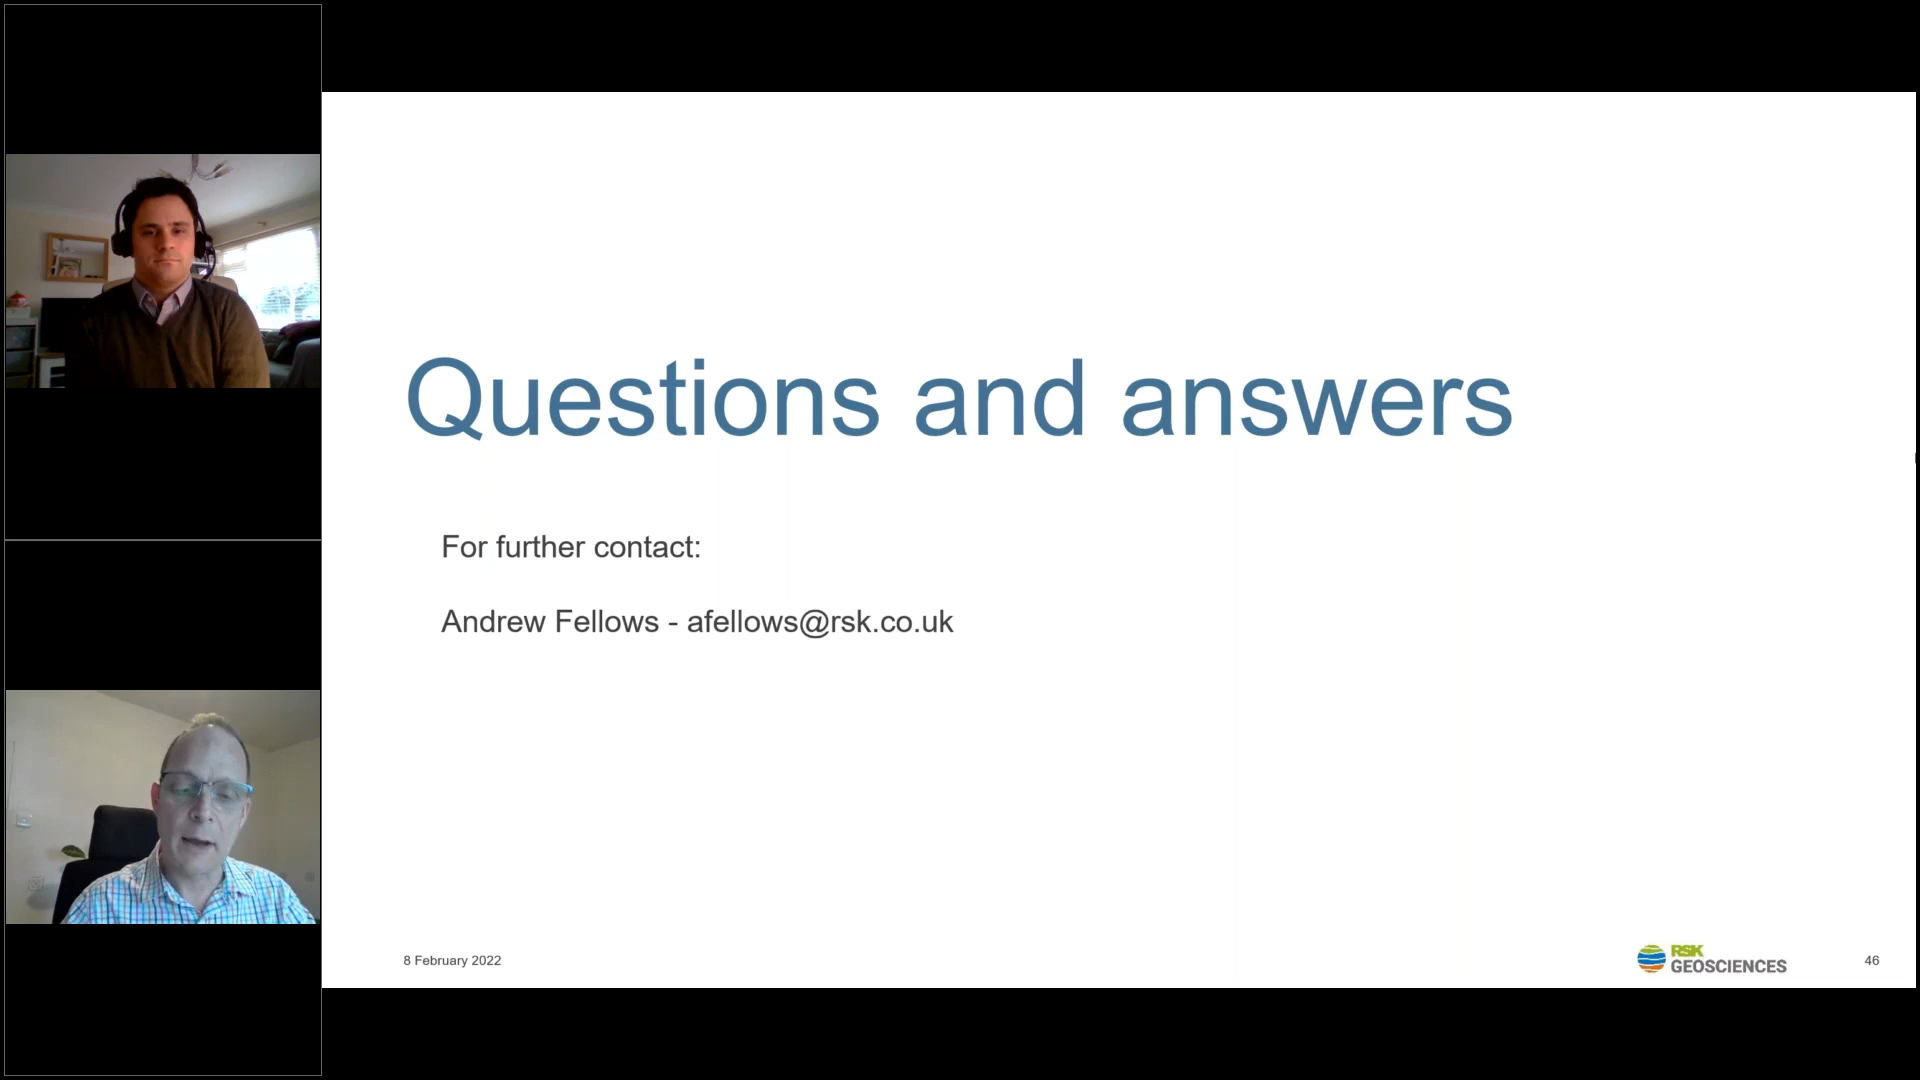 Questions and answers
For further contact:
Andrew Fellows - afellows@rsk.co.uk
8 February 2022
RSK
GEOSCIENCES
46